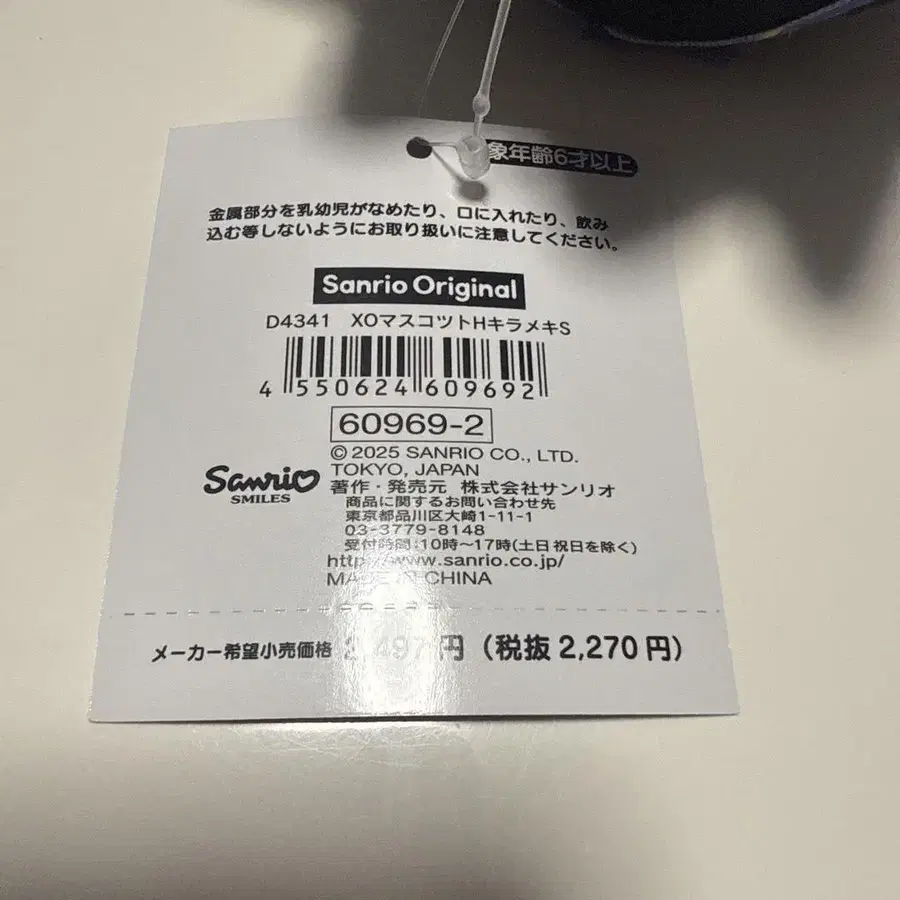 象年齢6才以上
金属部分を乳幼児がなめたり、口に入れたり、飲み
込む等しないようにお取り扱いに注意してください。
Sanrio Original
D4341 XOマスコツトHキラメキS
4 550624 609692
60969-2
© 2025 SANRIO CO., LTD.
TOKYO, JAPAN
Sanrio
SMILES
著作・発売元 株式会社サンリオ
商品に関するお問い合わせ先
東京都品川区大崎1-11-1
03-3779-8148
受付時間:10時～17時(土日 祝日を除く)
http://www.sanrio.co.jp/
MADE IN CHINA
メーカー希望小売価格 2,497円 (税抜 2,270円)